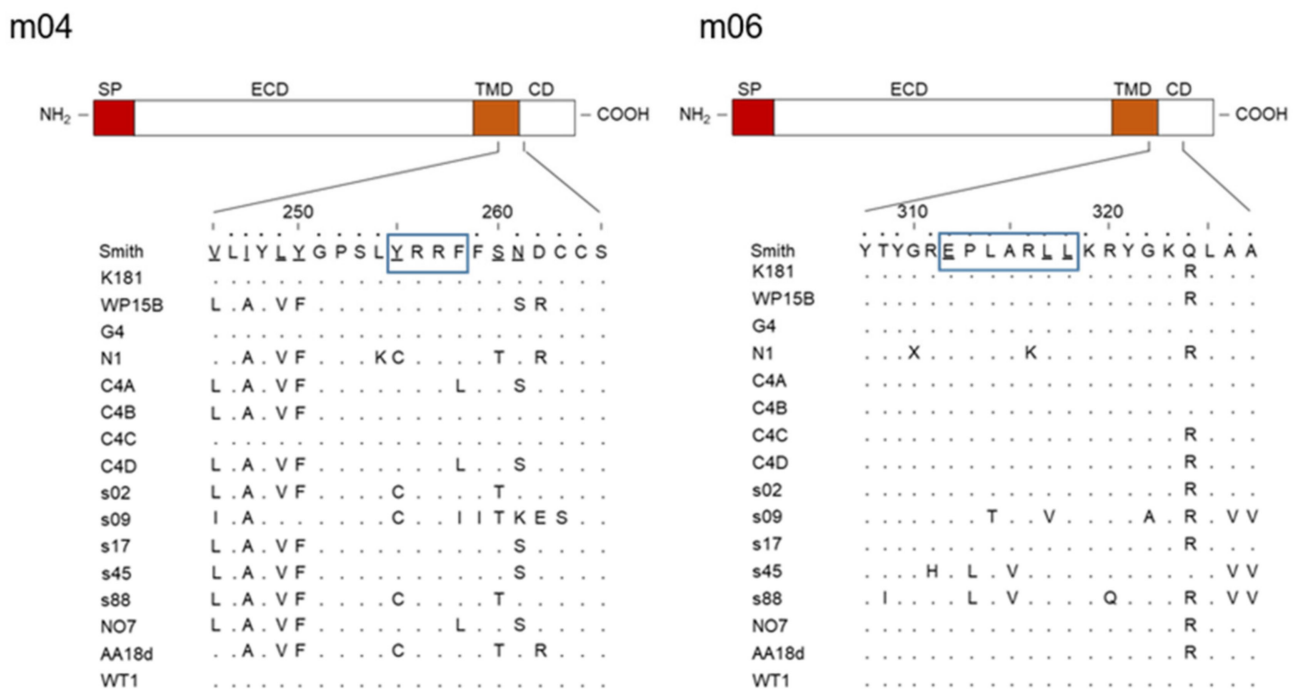 m04
SP ECD TMD CD
NH2 COOH
250 260
Smith V L I Y L Y G P S L Y R R F F S N D C C S
K181 . . . . . . . . . . . . . . . . . . . . .
WP15B L . A . V F . . . . . . . . . . S R . . .
G4 . . . . . . . . . . . . . . . . . . . . .
N1 . . A . V F . . . K C . . . . T . R . . .
C4A L . A . V F . . . . . . . L . . S . . . .
C4B L . A . V F . . . . . . . . . . . . . . .
C4C . . . . . . . . . . . . . . . . . . . . .
C4D L . A . V F . . . . . . . L . . S . . . .
s02 L . A . V F . . . . C . . . . T . . . . .
s09 I . A . . . . . . . C . . I I T K E S . .
s17 L . A . V F . . . . . . . . . . S . . . .
s45 L . A . V F . . . . . . . . . . S . . . .
s88 L . A . V F . . . . C . . . . T . . . . .
NO7 L . A . V F . . . . . . . L . . S . . . .
AA18d . . A . V F . . . . C . . . . T . R . . .
WT1 . . . . . . . . . . . . . . . . . . . . .
m06
SP ECD TMD CD
NH2 COOH
310 320
Smith Y T Y G R E P L A R L L K R Y G K Q L A A
K181 . . . . . . . . . . . . . . . . . R . . .
WP15B . . . . . . . . . . . . . . . . . R . . .
G4 . . . . . . . . . . . . . . . . . . . . .
N1 . . . X . . . . . K . . . . . . . R . . .
C4A . . . . . . . . . . . . . . . . . . . . .
C4B . . . . . . . . . . . . . . . . . . . . .
C4C . . . . . . . . . . . . . . . . . R . . .
C4D . . . . . . . . . . . . . . . . . R . . .
s02 . . . . . . . . . . . . . . . . . R . . .
s09 . . . . . . . T . . V . . . . A . R . V V
s17 . . . . . . . . . . . . . . . . . R . . .
s45 . . . . H . L . V . . . . . . . . . . V V
s88 . I . . . . L . V . . . . Q . . . R . V V
NO7 . . . . . . . . . . . . . . . . . R . . .
AA18d . . . . . . . . . . . . . . . . . R . . .
WT1 . . . . . . . . . . . . . . . . . . . . .